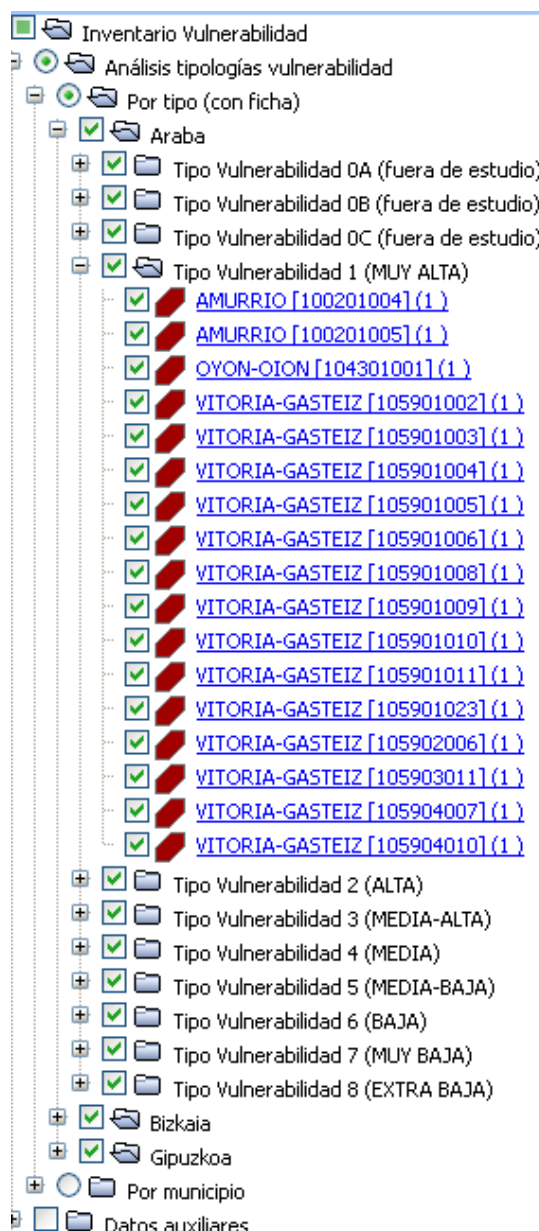 Inventario Vulnerabilidad
Análisis tipologías vulnerabilidad
Por tipo (con ficha)
Araba
Tipo Vulnerabilidad 0A (fuera de estudio)
Tipo Vulnerabilidad 0B (fuera de estudio)
Tipo Vulnerabilidad 0C (fuera de estudio)
Tipo Vulnerabilidad 1 (MUY ALTA)
AMURRIO [100201004] (1 )
AMURRIO [100201005] (1 )
OYON-OION [104301001] (1 )
VITORIA-GASTEIZ [105901002] (1 )
VITORIA-GASTEIZ [105901003] (1 )
VITORIA-GASTEIZ [105901004] (1 )
VITORIA-GASTEIZ [105901005] (1 )
VITORIA-GASTEIZ [105901006] (1 )
VITORIA-GASTEIZ [105901008] (1 )
VITORIA-GASTEIZ [105901009] (1 )
VITORIA-GASTEIZ [105901010] (1 )
VITORIA-GASTEIZ [105901011] (1 )
VITORIA-GASTEIZ [105901023] (1 )
VITORIA-GASTEIZ [105902006] (1 )
VITORIA-GASTEIZ [105903011] (1 )
VITORIA-GASTEIZ [105904007] (1 )
VITORIA-GASTEIZ [105904010] (1 )
Tipo Vulnerabilidad 2 (ALTA)
Tipo Vulnerabilidad 3 (MEDIA-ALTA)
Tipo Vulnerabilidad 4 (MEDIA)
Tipo Vulnerabilidad 5 (MEDIA-BAJA)
Tipo Vulnerabilidad 6 (BAJA)
Tipo Vulnerabilidad 7 (MUY BAJA)
Tipo Vulnerabilidad 8 (EXTRA BAJA)
Bizkaia
Gipuzkoa
Por municipio
Datos auxiliares